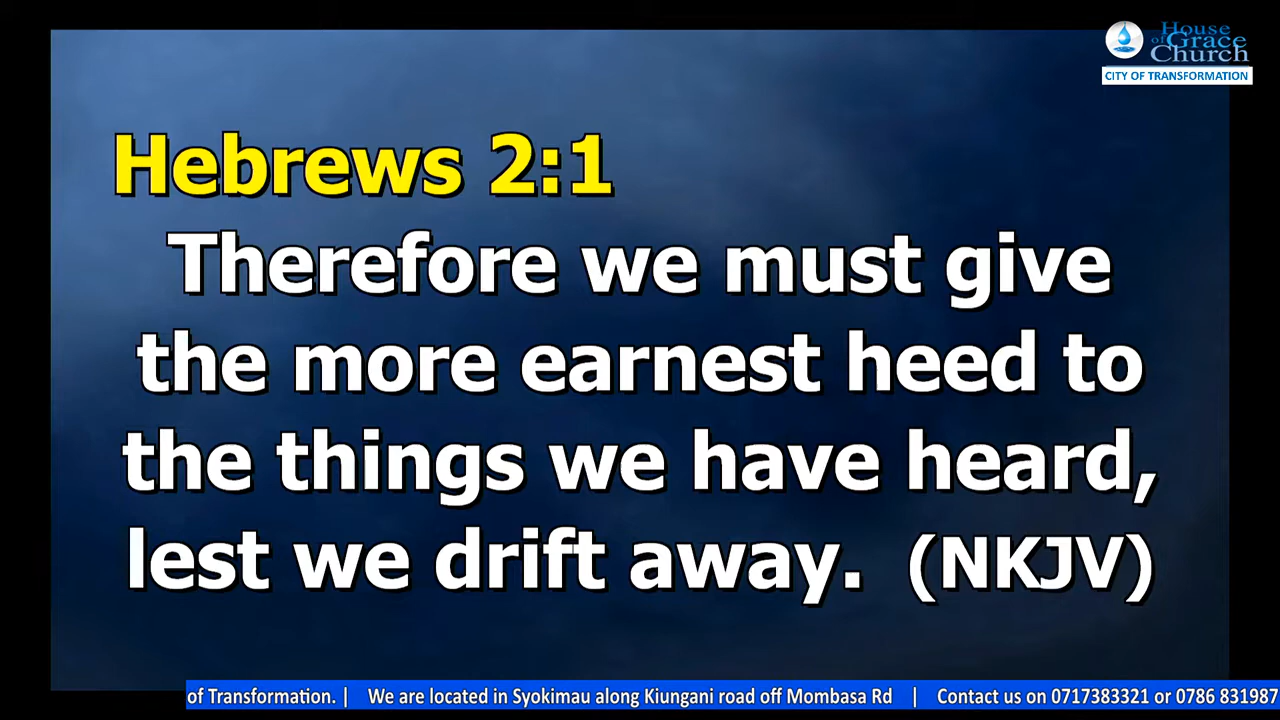 House
of Grace
Church
CITY OF TRANSFORMATION
Hebrews 2:1
Therefore we must give
the more earnest heed to
the things we have heard,
lest we drift away. (NKJV)
of Transformation. | We are located in Syokimau along Kiungani road off Mombasa Rd | Contact us on 0717383321 or 0786 831987